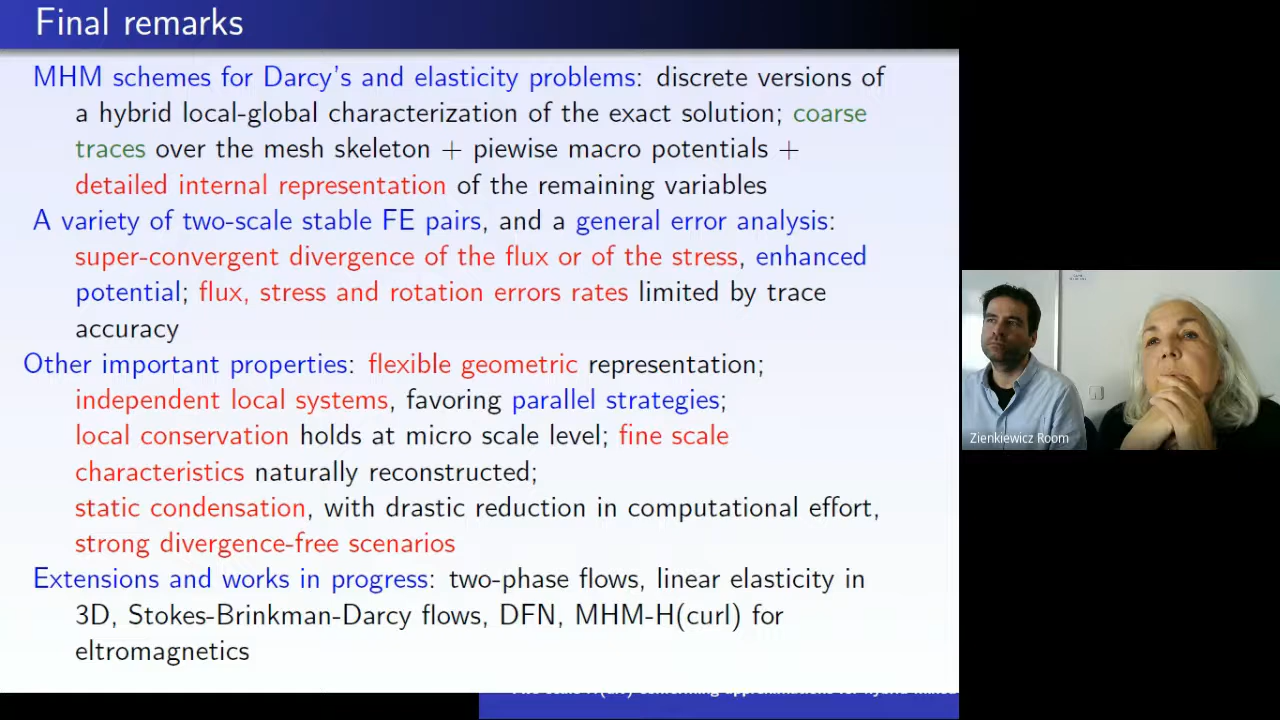 Final remarks
MHM schemes for Darcy's and elasticity problems: discrete versions of
a hybrid local-global characterization of the exact solution; coarse
traces over the mesh skeleton + piewise macro potentials +
detailed internal representation of the remaining variables
A variety of two-scale stable FE pairs, and a general error analysis:
super-convergent divergence of the flux or of the stress, enhanced
potential; flux, stress and rotation errors rates limited by trace
accuracy
Other important properties: flexible geometric representation;
independent local systems, favoring parallel strategies;
local conservation holds at micro scale level; fine scale
characteristics naturally reconstructed;
static condensation, with drastic reduction in computational effort,
strong divergence-free scenarios
Extensions and works in progress: two-phase flows, linear elasticity in
3D, Stokes-Brinkman-Darcy flows, DFN, MHM-H(curl) for
eltromagnetics
Zienkiewicz Room